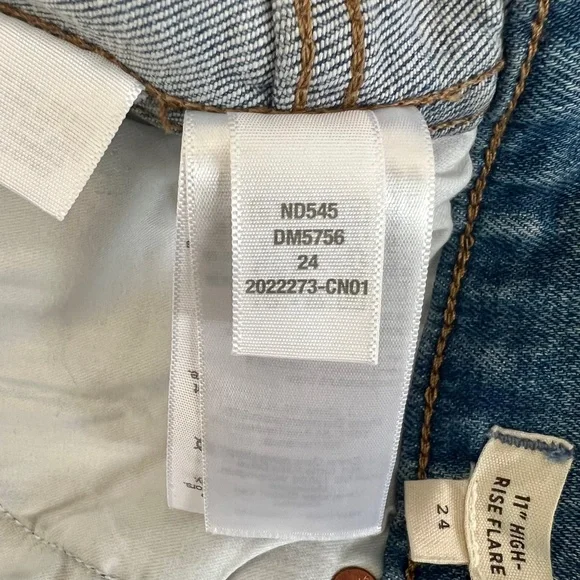 ND545
DM5756
24
2022273-CN01
11" HIGH-
RISE FLARE
24